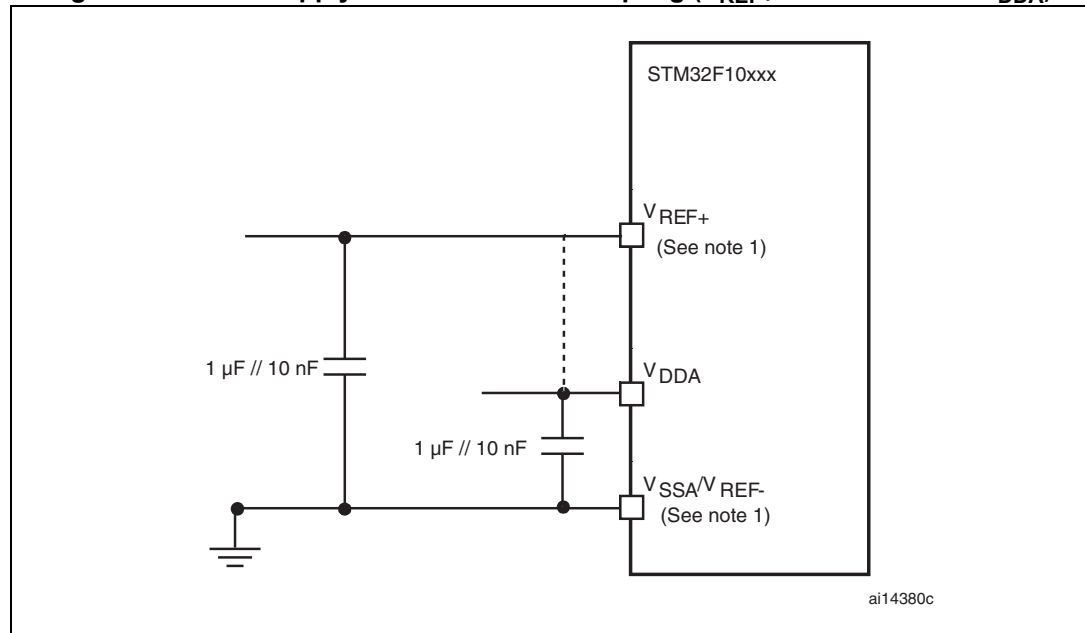 STM32F10xxx
VREF+
(See note 1)
1 µF // 10 nF
VDDA
1 µF // 10 nF
VSSA/VREF-
(See note 1)
ai14380c